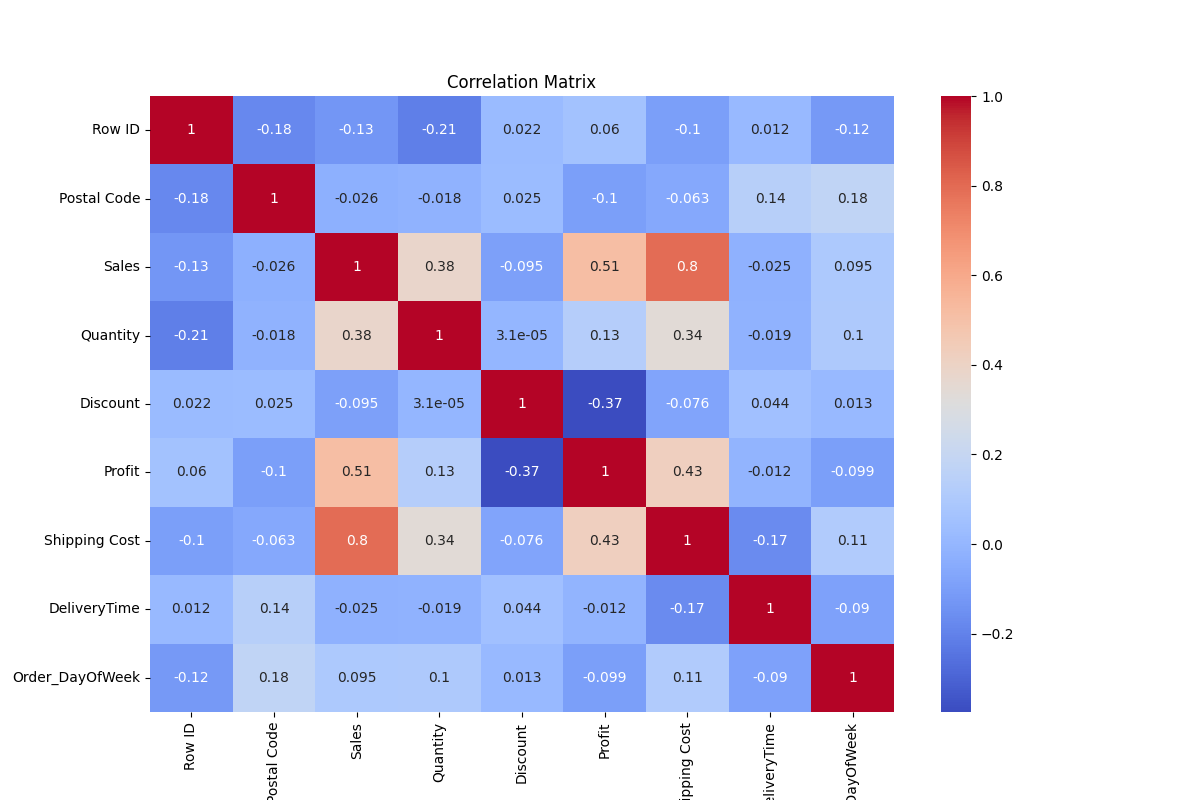 Correlation Matrix
Row ID 1 -0.18 -0.13 -0.21 0.022 0.06 -0.1 0.012 -0.12
Postal Code -0.18 1 -0.026 -0.018 0.025 -0.1 -0.063 0.14 0.18
Sales -0.13 -0.026 1 0.38 -0.095 0.51 0.8 -0.025 0.095
Quantity -0.21 -0.018 0.38 1 3.1e-05 0.13 0.34 -0.019 0.1
Discount 0.022 0.025 -0.095 3.1e-05 1 -0.37 -0.076 0.044 0.013
Profit 0.06 -0.1 0.51 0.13 -0.37 1 0.43 -0.012 -0.099
Shipping Cost -0.1 -0.063 0.8 0.34 -0.076 0.43 1 -0.17 0.11
DeliveryTime 0.012 0.14 -0.025 -0.019 0.044 -0.012 -0.17 1 -0.09
Order_DayOfWeek -0.12 0.18 0.095 0.1 0.013 -0.099 0.11 -0.09 1
Row ID
Postal Code
Sales
Quantity
Discount
Profit
ipping Cost
eliveryTime
DayOfWeek
1.0
0.8
0.6
0.4
0.2
0.0
−0.2